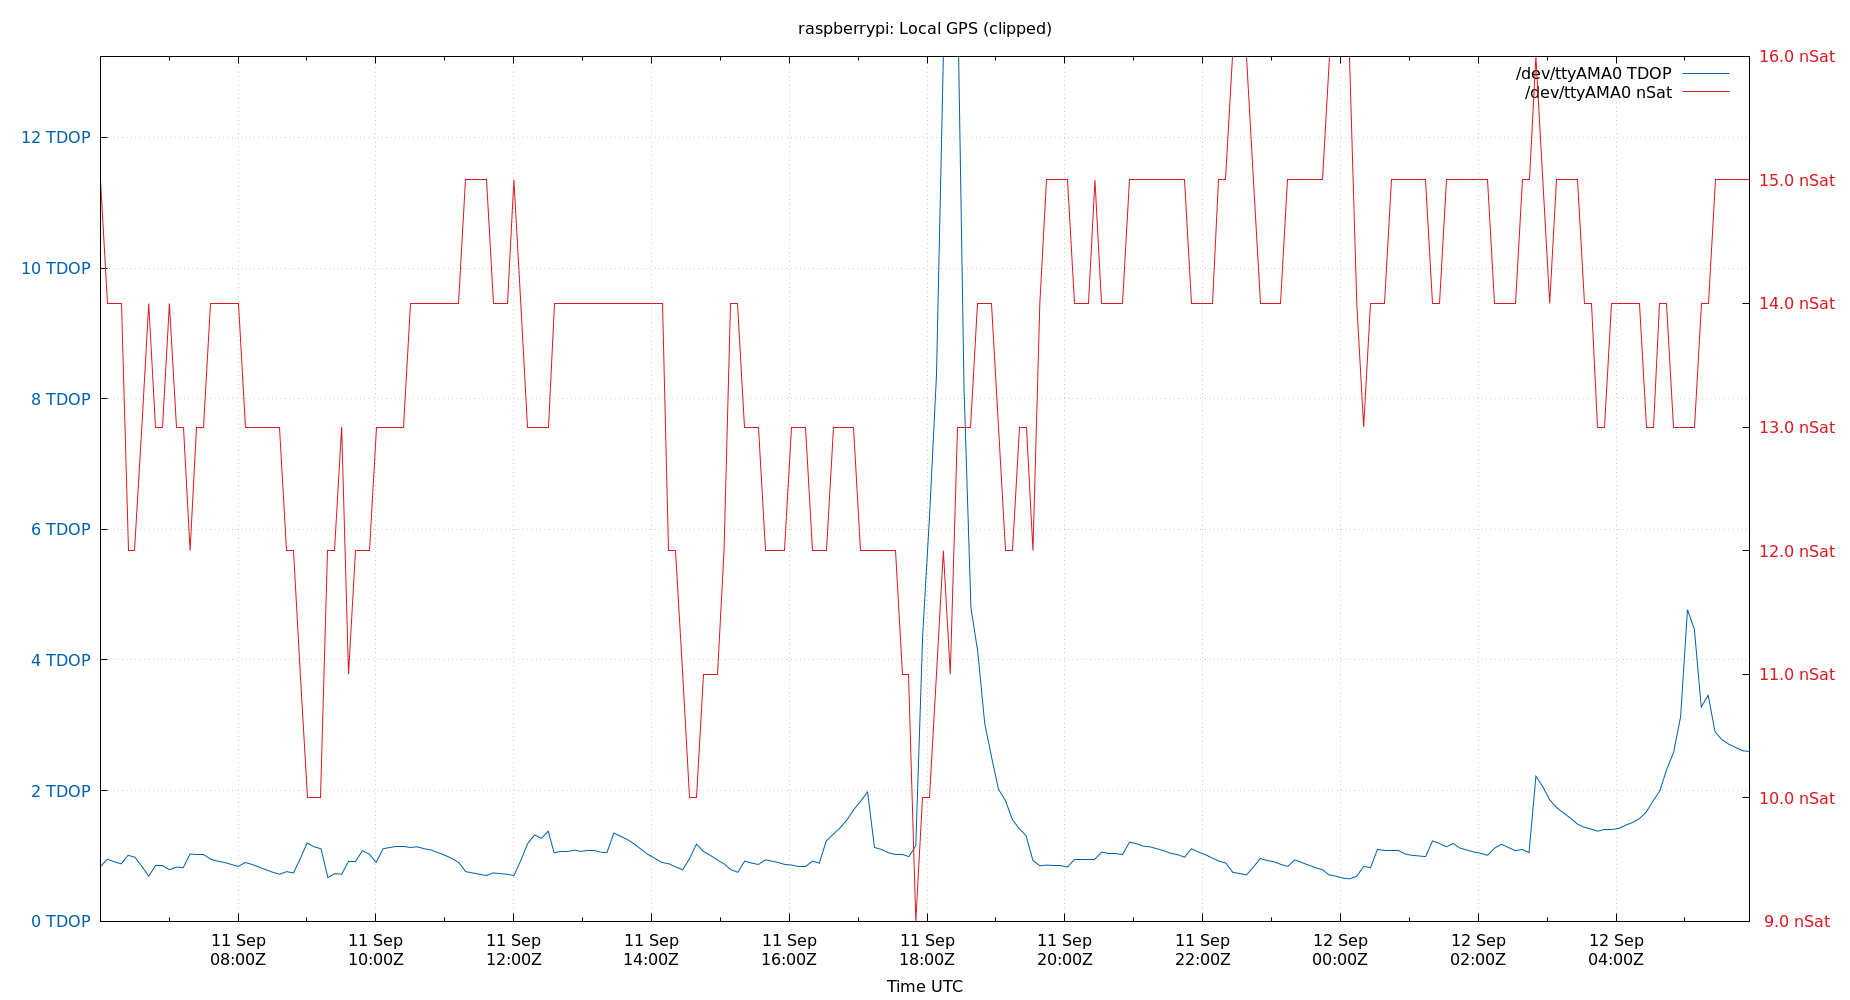 raspberrypi: Local GPS (clipped)
/dev/ttyAMA0 TDOP
/dev/ttyAMA0 nSat
12 TDOP
10 TDOP
8 TDOP
6 TDOP
4 TDOP
2 TDOP
0 TDOP
16.0 nSat
15.0 nSat
14.0 nSat
13.0 nSat
12.0 nSat
11.0 nSat
10.0 nSat
9.0 nSat
11 Sep
08:00Z
11 Sep
10:00Z
11 Sep
12:00Z
11 Sep
14:00Z
11 Sep
16:00Z
11 Sep
18:00Z
11 Sep
20:00Z
11 Sep
22:00Z
12 Sep
00:00Z
12 Sep
02:00Z
12 Sep
04:00Z
Time UTC